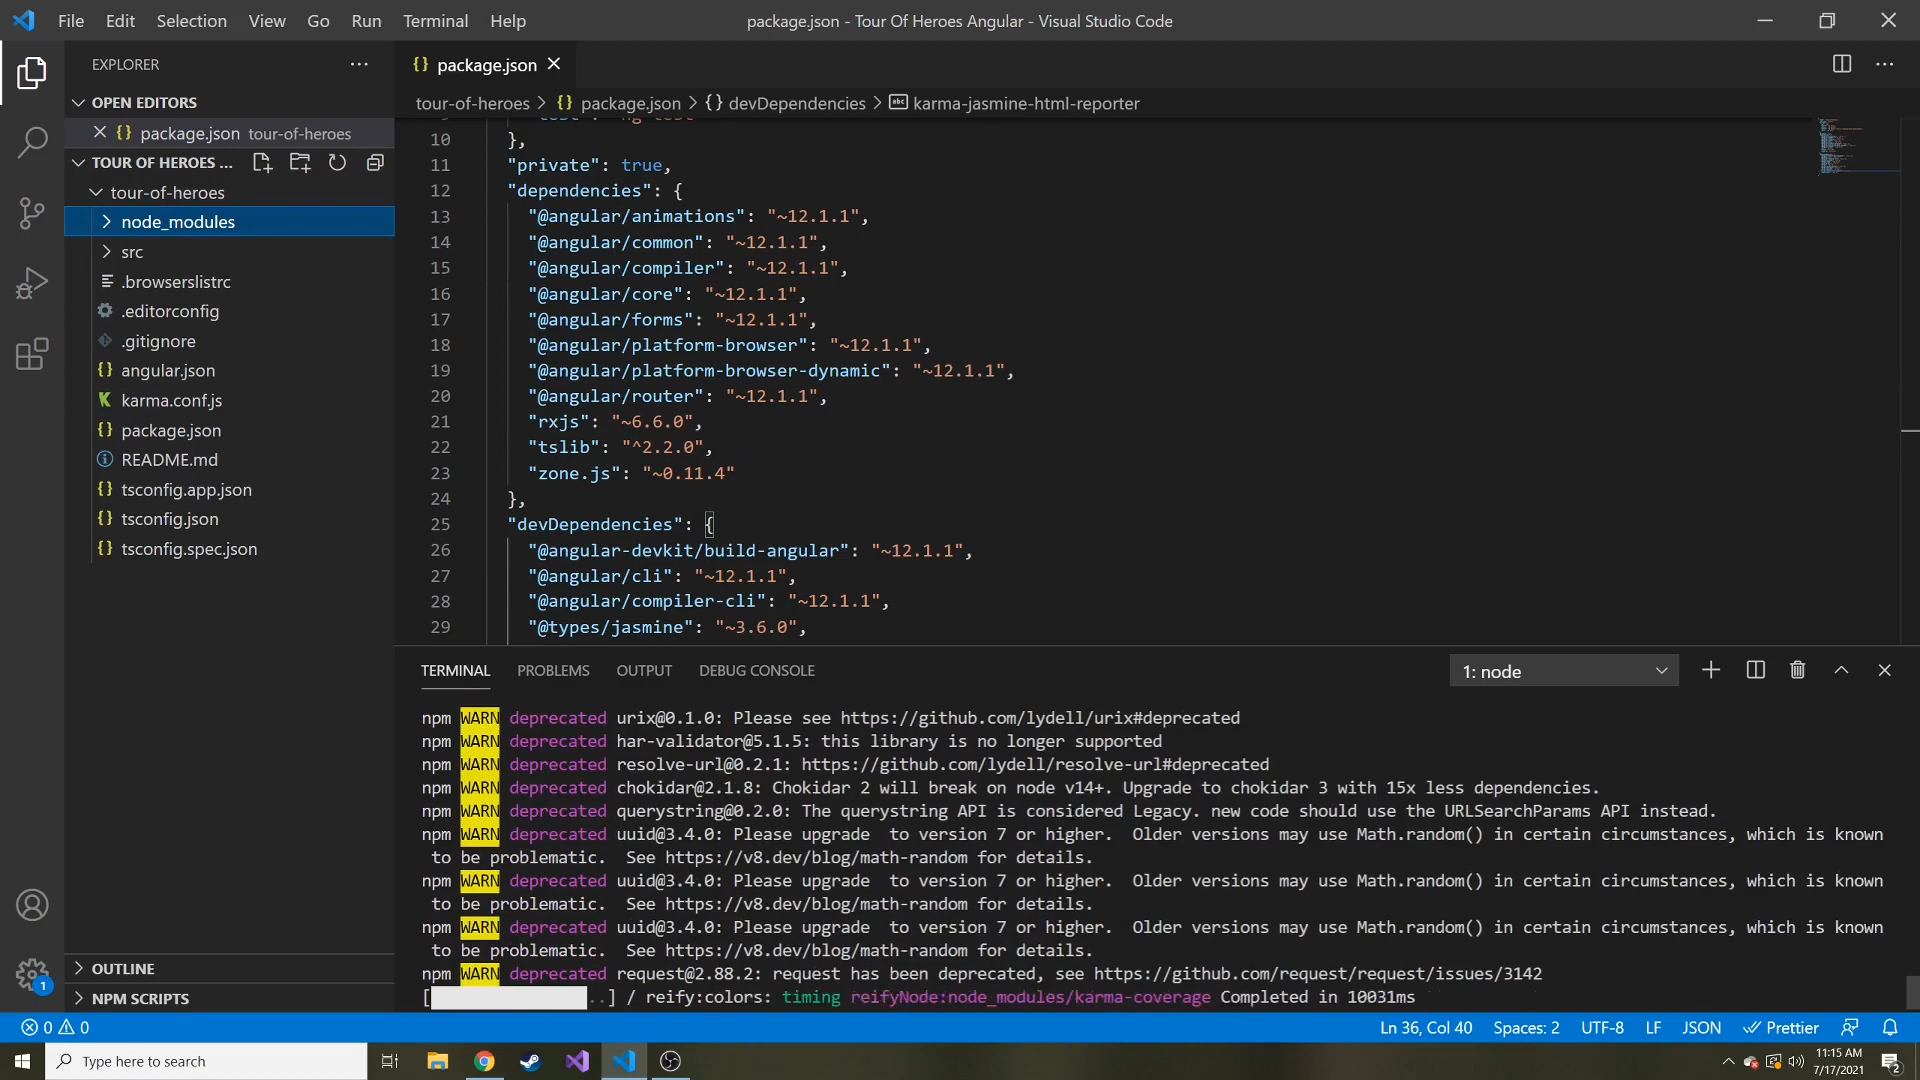 File Edit Selection View Go Run Terminal Help
package.json - Tour Of Heroes Angular - Visual Studio Code
EXPLORER
OPEN EDITORS
package.json tour-of-heroes
TOUR OF HEROES ...
tour-of-heroes
node_modules
src
.browserslistrc
.editorconfig
.gitignore
angular.json
karma.conf.js
package.json
README.md
tsconfig.app.json
tsconfig.json
tsconfig.spec.json
OUTLINE
NPM SCRIPTS
package.json
tour-of-heroes > {} package.json > {} devDependencies > abc karma-jasmine-html-reporter
10 },
11 "private": true,
12 "dependencies": {
13 "@angular/animations": "~12.1.1",
14 "@angular/common": "~12.1.1",
15 "@angular/compiler": "~12.1.1",
16 "@angular/core": "~12.1.1",
17 "@angular/forms": "~12.1.1",
18 "@angular/platform-browser": "~12.1.1",
19 "@angular/platform-browser-dynamic": "~12.1.1",
20 "@angular/router": "~12.1.1",
21 "rxjs": "~6.6.0",
22 "tslib": "^2.2.0",
23 "zone.js": "~0.11.4"
24 },
25 "devDependencies": {
26 "@angular-devkit/build-angular": "~12.1.1",
27 "@angular/cli": "~12.1.1",
28 "@angular/compiler-cli": "~12.1.1",
29 "@types/jasmine": "~3.6.0",
TERMINAL PROBLEMS OUTPUT DEBUG CONSOLE
1: node
npm WARN deprecated urix@0.1.0: Please see https://github.com/lydell/urix#deprecated
npm WARN deprecated har-validator@5.1.5: this library is no longer supported
npm WARN deprecated resolve-url@0.2.1: https://github.com/lydell/resolve-url#deprecated
npm WARN deprecated chokidar@2.1.8: Chokidar 2 will break on node v14+. Upgrade to chokidar 3 with 15x less dependencies.
npm WARN deprecated querystring@0.2.0: The querystring API is considered Legacy. new code should use the URLSearchParams API instead.
npm WARN deprecated uuid@3.4.0: Please upgrade  to version 7 or higher.  Older versions may use Math.random() in certain circumstances, which is known
to be problematic.  See https://v8.dev/blog/math-random for details.
npm WARN deprecated uuid@3.4.0: Please upgrade  to version 7 or higher.  Older versions may use Math.random() in certain circumstances, which is known
to be problematic.  See https://v8.dev/blog/math-random for details.
npm WARN deprecated uuid@3.4.0: Please upgrade  to version 7 or higher.  Older versions may use Math.random() in certain circumstances, which is known
to be problematic.  See https://v8.dev/blog/math-random for details.
npm WARN deprecated request@2.88.2: request has been deprecated, see https://github.com/request/request/issues/3142
[ ..] / reify:colors: timing reifyNode:node_modules/karma-coverage Completed in 10031ms
1
0 0
Ln 36, Col 40 Spaces: 2 UTF-8 LF JSON Prettier
Type here to search
11:15 AM
7/17/2021
2